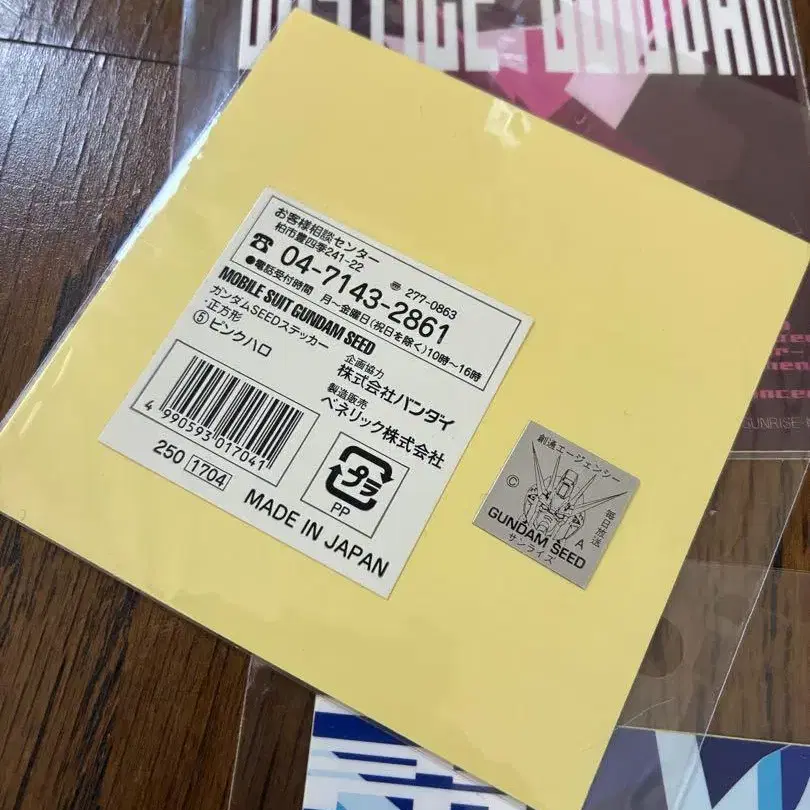 JUSTICE GUNDAM
お客様相談センター
柏市豊四季241-22
〠 277-0863
☎ 04-7143-2861
●電話受付時間 月〜金曜日(祝日を除く)10時〜16時
MOBILE SUIT GUNDAM SEED
ガンダムSEEDステッカー
・正方形
⑤ピンクハロ
企画協力
株式会社バンダイ
製造販売
ベネリック株式会社
4 990593 017041
250 1704
プラ
PP
MADE IN JAPAN
創通エージェンシー
©
毎日放送
A
GUNDAM SEED
サンライズ